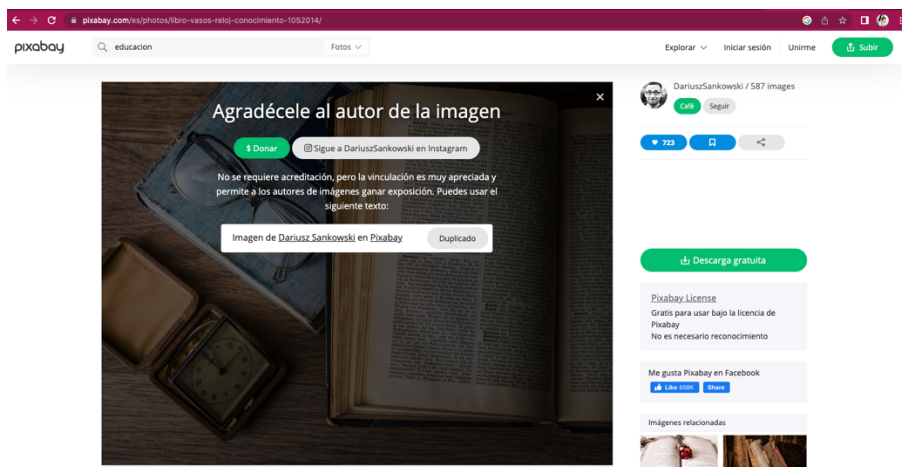 pixabay.com/es/photos/libro-vasos-reloj-conocimiento-1052014/
pixabay
educacion
Fotos
Explorar
Iniciar sesión
Unirme
Subir
Agradécele al autor de la imagen
$ Donar
Sigue a DariuszSankowski en Instagram
No se requiere acreditación, pero la vinculación es muy apreciada y
permite a los autores de imágenes ganar exposición. Puedes usar el
siguiente texto:
Imagen de Dariusz Sankowski en Pixabay
Duplicado
DariuszSankowski / 587 images
Café
Seguir
723
Descarga gratuita
Pixabay License
Gratis para usar bajo la licencia de
Pixabay
No es necesario reconocimiento
Me gusta Pixabay en Facebook
Like 658K
Share
Imágenes relacionadas